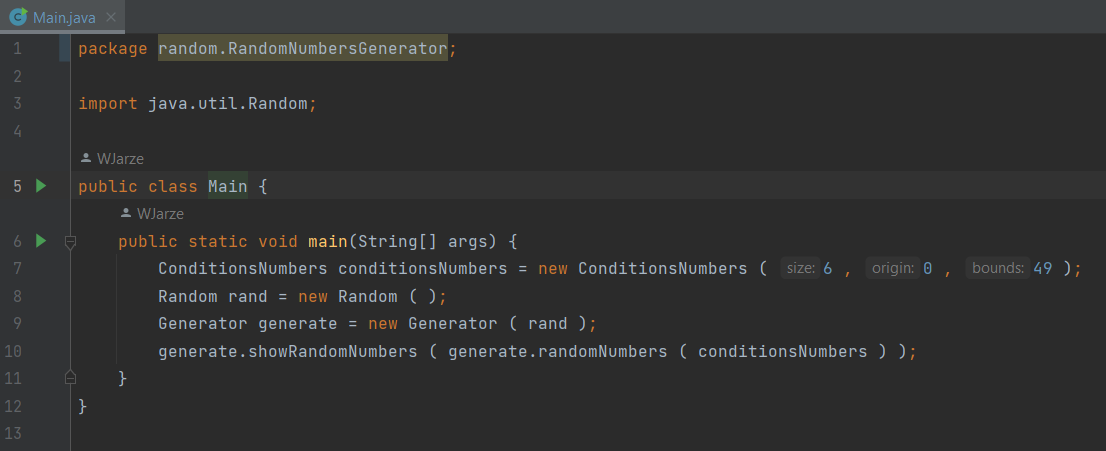 Main.java
1 package random.RandomNumbersGenerator;
2
3 import java.util.Random;
4
WJarze
5 public class Main {
WJarze
6 public static void main(String[] args) {
7 ConditionsNumbers conditionsNumbers = new ConditionsNumbers ( size: 6 , origin: 0 , bounds: 49 );
8 Random rand = new Random ( );
9 Generator generate = new Generator ( rand );
10 generate.showRandomNumbers ( generate.randomNumbers ( conditionsNumbers ) );
11 }
12 }
13